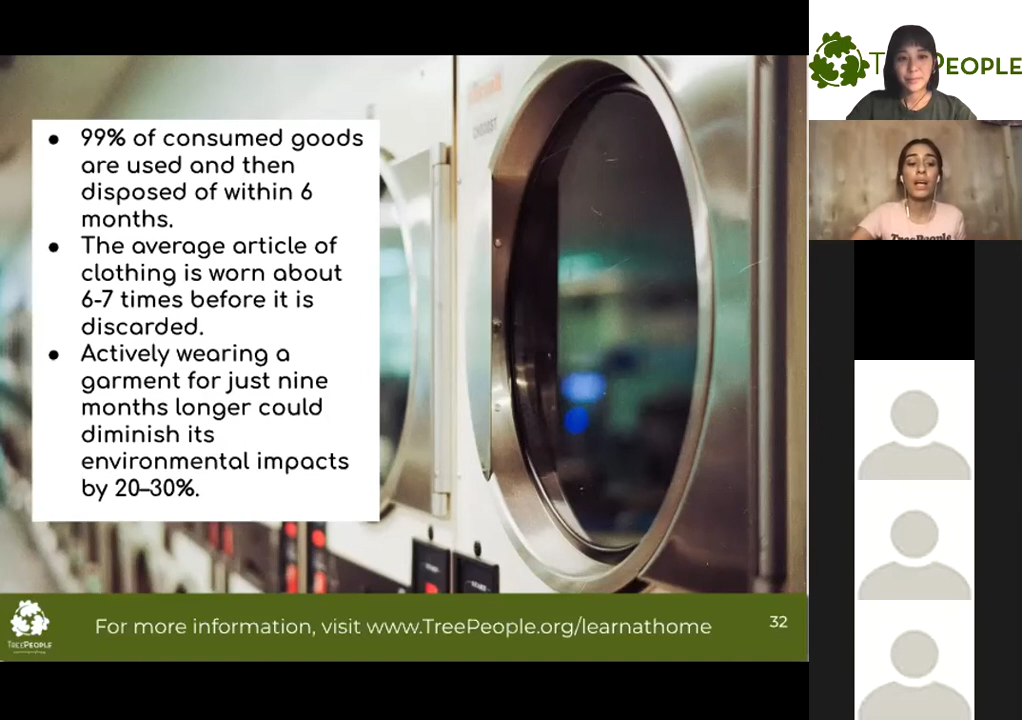 ● 99% of consumed goods
are used and then
disposed of within 6
months.
● The average article of
clothing is worn about
6-7 times before it is
discarded.
● Actively wearing a
garment for just nine
months longer could
diminish its
environmental impacts
by 20–30%.
For more information, visit www.TreePeople.org/learnathome
32
TREEPEOPLE
T PEOPLE
TreePeople
START